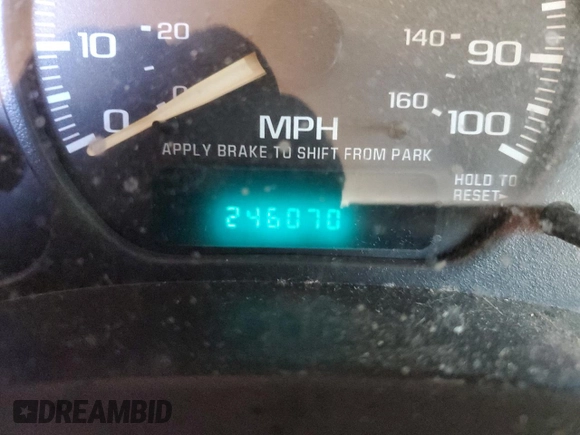 10 20 140 90
0 0 160 100
MPH
APPLY BRAKE TO SHIFT FROM PARK
HOLD TO
RESET
246070
DREAMBID